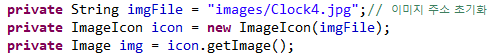 private String imgFile = "images/Clock4.jpg";// 이미지 주소 초기화
private ImageIcon icon = new ImageIcon(imgFile);
private Image img = icon.getImage();